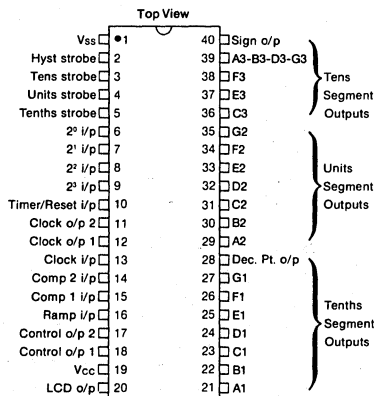 Top View
Vss 1 40 Sign o/p
Hyst strobe 2 39 A3-B3-D3-G3
Tens strobe 3 38 F3 Tens
Units strobe 4 37 E3 Segment
Tenths strobe 5 36 C3 Outputs
2⁰ i/p 6 35 G2
2¹ i/p 7 34 F2
2² i/p 8 33 E2 Units
2³ i/p 9 32 D2 Segment
Timer/Reset i/p 10 31 C2 Outputs
Clock o/p 2 11 30 B2
Clock o/p 1 12 29 A2
Clock i/p 13 28 Dec. Pt. o/p
Comp 2 i/p 14 27 G1
Comp 1 i/p 15 26 F1 Tenths
Ramp i/p 16 25 E1 Segment
Control o/p 2 17 24 D1 Outputs
Control o/p 1 18 23 C1
Vcc 19 22 B1
LCD o/p 20 21 A1